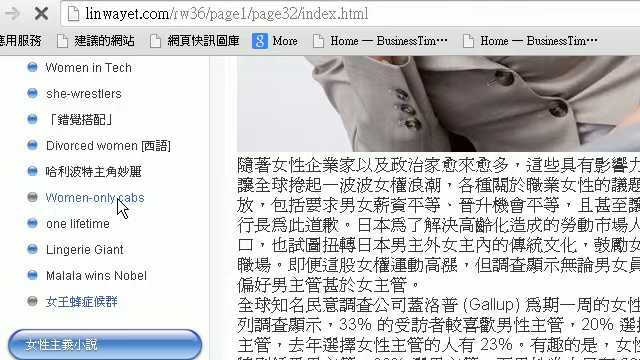 linwayet.com/rw36/page1/page32/index.html
應用服務
建議的網站
網頁快訊圖庫
More
Home — BusinessTim…
Home — BusinessTim…
Women in Tech
she-wrestlers
「錯覺搭配」
Divorced women [西語]
哈利波特主角妙麗
Women-only cabs
one lifetime
Lingerie Giant
Malala wins Nobel
女王蜂症候群
女性主義小說
隨著女性企業家以及政治家愈來愈多，這些具有影響力
讓全球捲起一波波女權浪潮，各種關於職業女性的議題
放，包括要求男女薪資平等、晉升機會平等，且甚至讓
行長為此道歉。日本為了解決高齡化造成的勞動市場人
口，也試圖扭轉日本男主外女主內的傳統文化，鼓勵女
職場。即便這股女權運動高漲，但調查顯示無論男女員
偏好男主管甚於女主管。
全球知名民意調查公司蓋洛普 (Gallup) 為期一周的女性
列調查顯示，33% 的受訪者較喜歡男性主管，20% 選
主管，去年選擇女性主管的人有 23%。有趣的是，女